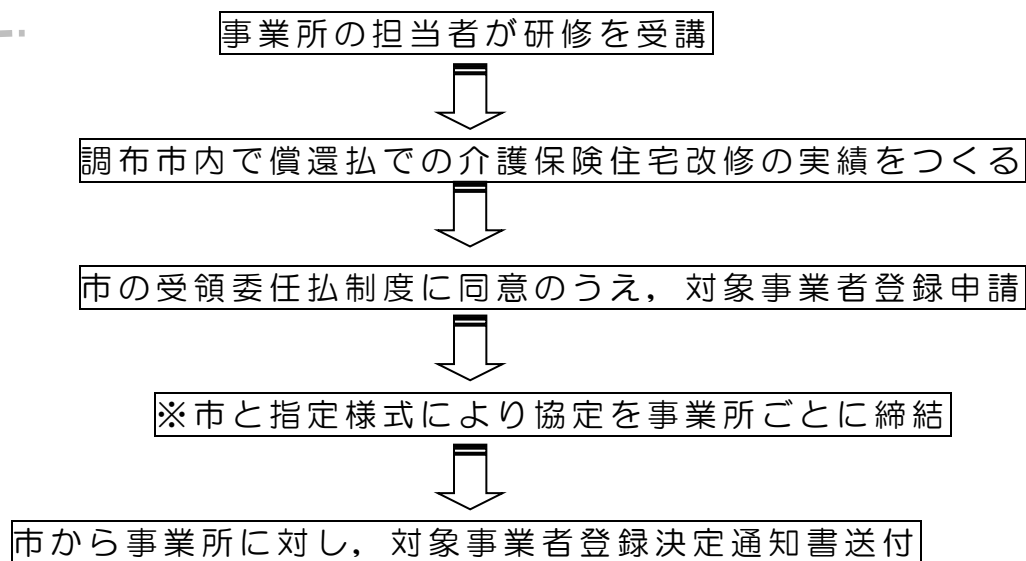 事業所の担当者が研修を受講
調布市内で償還払での介護保険住宅改修の実績をつくる
市の受領委任払制度に同意のうえ，対象事業者登録申請
※市と指定様式により協定を事業所ごとに締結
市から事業所に対し，対象事業者登録決定通知書送付